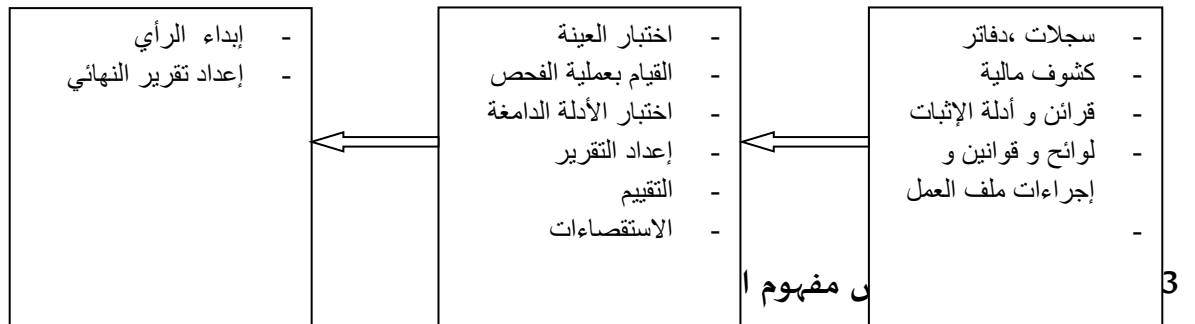 - سجلات ،دفاتر
- كشوف مالية
- قرائن و أدلة الإثبات
- لوائح و قوانين و
إجراءات ملف العمل
-
- اختبار العينة
- القيام بعملية الفحص
- اختبار الأدلة الدامغة
- إعداد التقرير
- التقييم
- الاستقصاءات
- إبداء الرأي
- إعداد تقرير النهائي
3 مفهوم